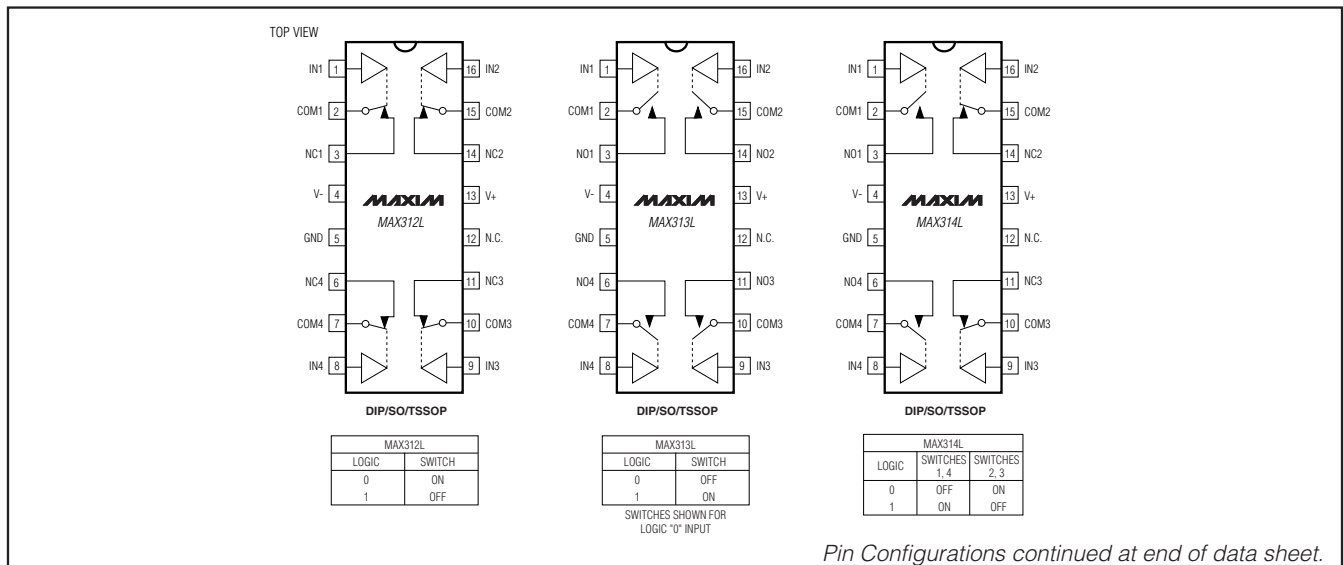 TOP VIEW
IN1 1 16 IN2
COM1 2 15 COM2
NC1 3 14 NC2
V- 4 13 V+
MAXIM
MAX312L
GND 5 12 N.C.
NC4 6 11 NC3
COM4 7 10 COM3
IN4 8 9 IN3
DIP/SO/TSSOP
MAX312L
LOGIC SWITCH
0 ON
1 OFF
IN1 1 16 IN2
COM1 2 15 COM2
NO1 3 14 NO2
V- 4 13 V+
MAXIM
MAX313L
GND 5 12 N.C.
NO4 6 11 NO3
COM4 7 10 COM3
IN4 8 9 IN3
DIP/SO/TSSOP
MAX313L
LOGIC SWITCH
0 OFF
1 ON
SWITCHES SHOWN FOR
LOGIC "0" INPUT
IN1 1 16 IN2
COM1 2 15 COM2
NO1 3 14 NC2
V- 4 13 V+
MAXIM
MAX314L
GND 5 12 N.C.
NO4 6 11 NC3
COM4 7 10 COM3
IN4 8 9 IN3
DIP/SO/TSSOP
MAX314L
LOGIC SWITCHES 1, 4 SWITCHES 2, 3
0 OFF ON
1 ON OFF
Pin Configurations continued at end of data sheet.